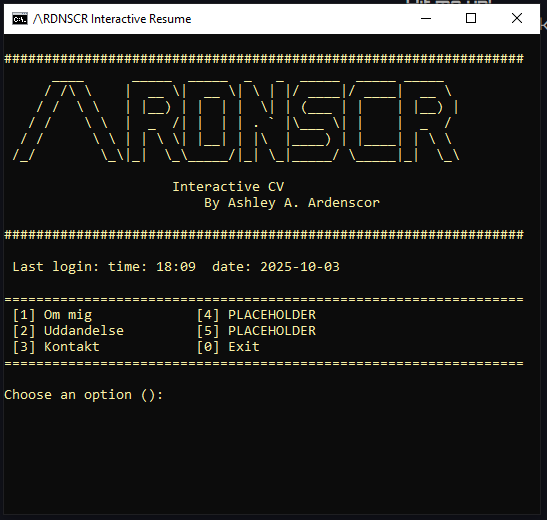 /\RDNSCR Interactive Resume
/\RDNSCR
Interactive CV
By Ashley A. Ardenscor
Last login: time: 18:09 date: 2025-10-03
[1] Om mig [4] PLACEHOLDER
[2] Uddandelse [5] PLACEHOLDER
[3] Kontakt [0] Exit
Choose an option ():